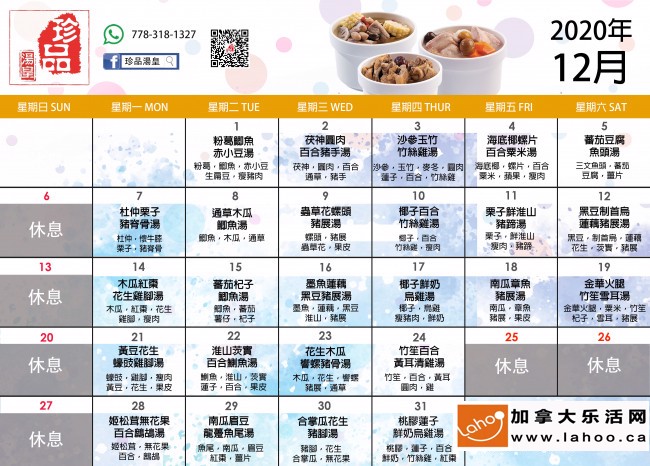 珍品
湯皇
778-318-1327
珍品湯皇
2020年
12月
星期日 SUN
星期一 MON
星期二 TUE
星期三 WED
星期四 THUR
星期五 FRI
星期六 SAT
1
粉葛鯽魚
赤小豆湯
粉葛，鯽魚，赤小豆
生扁豆，瘦豬肉
2
茯神圓肉
百合豬手湯
茯神，圓肉，百合
通草，豬手
3
沙參玉竹
竹絲雞湯
沙參，玉竹，麥冬，圓肉
蓮子，百合，竹絲雞
4
海底椰螺片
百合粟米湯
海底椰，螺片，百合
粟米，蘋果，瘦肉
5
番茄豆腐
魚頭湯
三文魚頭，番茄
豆腐，薑片
6
休息
7
杜仲栗子
豬脊骨湯
杜仲，懷牛膝
栗子，豬脊骨
8
通草木瓜
鯽魚湯
鯽魚，木瓜，通草
9
蟲草花螺頭
豬展湯
螺頭，豬展
蟲草花，果皮
10
椰子百合
竹絲雞湯
椰子，百合
竹絲雞，瘦肉
11
栗子鮮淮山
豬蹄湯
栗子，鮮淮山
瘦肉，豬蹄
12
黑豆制首烏
蓮藕豬展湯
黑豆，制首烏，蓮藕
花生，茨實，豬展
13
休息
14
木瓜紅棗
花生雞腳湯
木瓜，紅棗，花生
雞腳，瘦肉
15
番茄杞子
鯽魚湯
鯽魚，番茄
薯仔，杞子
16
墨魚蓮藕
黑豆豬展湯
墨魚，蓮藕，黑豆
淮山，豬展
17
椰子鮮奶
烏雞湯
椰子，烏雞
瘦豬肉，鮮奶
18
南瓜章魚
豬展湯
南瓜，章魚
豬展，果皮
19
金華火腿
竹笙雪耳湯
金華火腿，粟米，竹笙
杞子，雪耳，豬展
20
休息
21
黃豆花生
蠔豉雞腳湯
蠔豉，雞腳，瘦肉
黃豆，花生，果皮
22
淮山茨實
百合鰂魚湯
鰂魚，淮山，茨實
蓮子，百合，果皮
23
花生木瓜
響螺豬骨湯
木瓜，花生，響螺
豬展，通草
24
竹笙百合
黃耳清雞湯
竹笙，百合，黃耳
圓肉，雞
25
休息
26
休息
27
休息
28
姬松茸無花果
百合鷓鴣湯
姬松茸，無花果
百合，鷓鴣
29
南瓜眉豆
龍躉魚尾湯
魚尾，南瓜，眉豆
紅棗，薑片
30
合掌瓜花生
豬腳湯
豬腳，花生
合掌瓜，無花果
31
桃膠蓮子
鮮奶烏雞湯
桃膠，蓮子，百合
鮮奶，竹絲雞，紅棗
Lahoo
加拿大乐活网
www.lahoo.ca